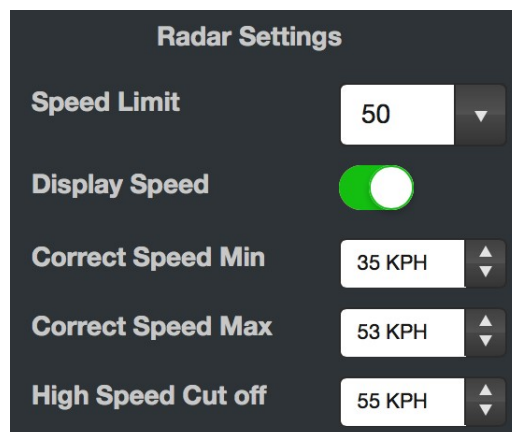 Radar Settings
Speed Limit 50
Display Speed
Correct Speed Min 35 KPH
Correct Speed Max 53 KPH
High Speed Cut off 55 KPH